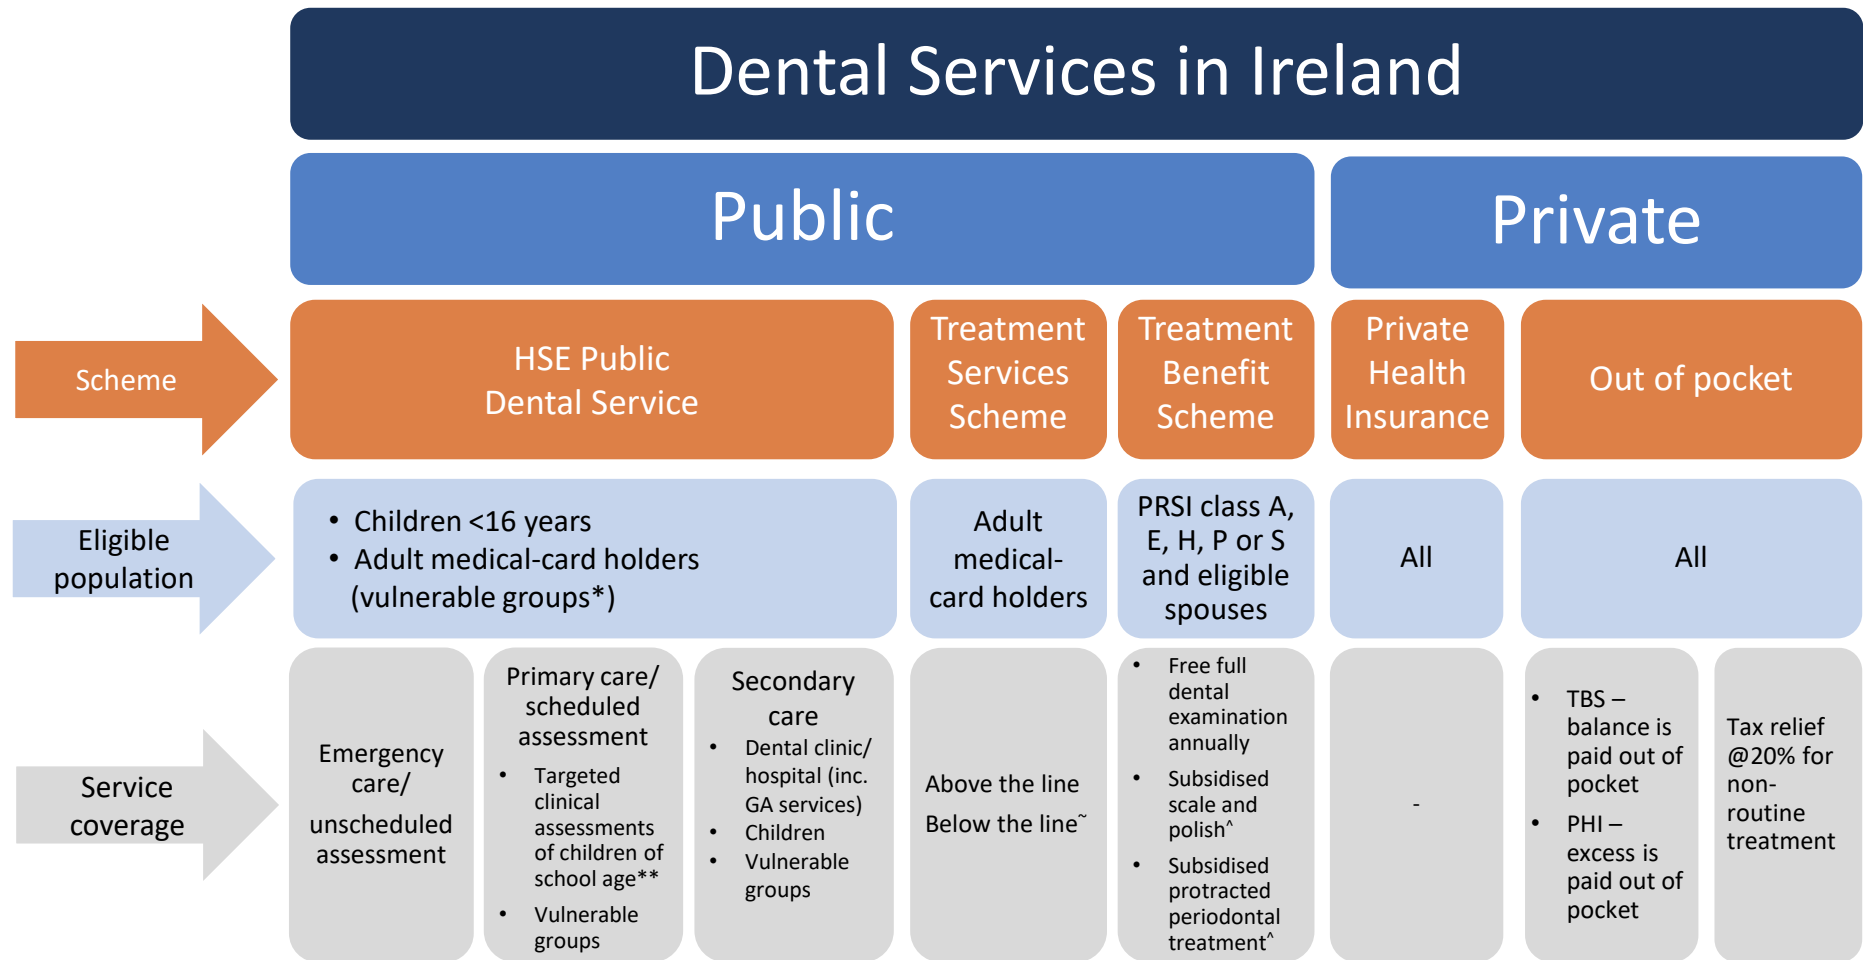 Dental Services in Ireland
Public
Private
Scheme
HSE Public
Dental Service
Treatment
Services
Scheme
Treatment
Benefit
Scheme
Private
Health
Insurance
Out of pocket
Eligible
population
• Children <16 years
• Adult medical-card holders
(vulnerable groups*)
Adult
medical-
card holders
PRSI class A,
E, H, P or S
and eligible
spouses
All
All
Service
coverage
Emergency
care/
unscheduled
assessment
Primary care/
scheduled
assessment
• Targeted
clinical
assessments
of children of
school age**
• Vulnerable
groups
Secondary
care
• Dental clinic/
hospital (inc.
GA services)
• Children
• Vulnerable
groups
Above the line
Below the line~
• Free full
dental
examination
annually
• Subsidised
scale and
polish^
• Subsidised
protracted
periodontal
treatment^
-
• TBS –
balance is
paid out of
pocket
• PHI –
excess is
paid out of
pocket
Tax relief
@20% for
non-
routine
treatment